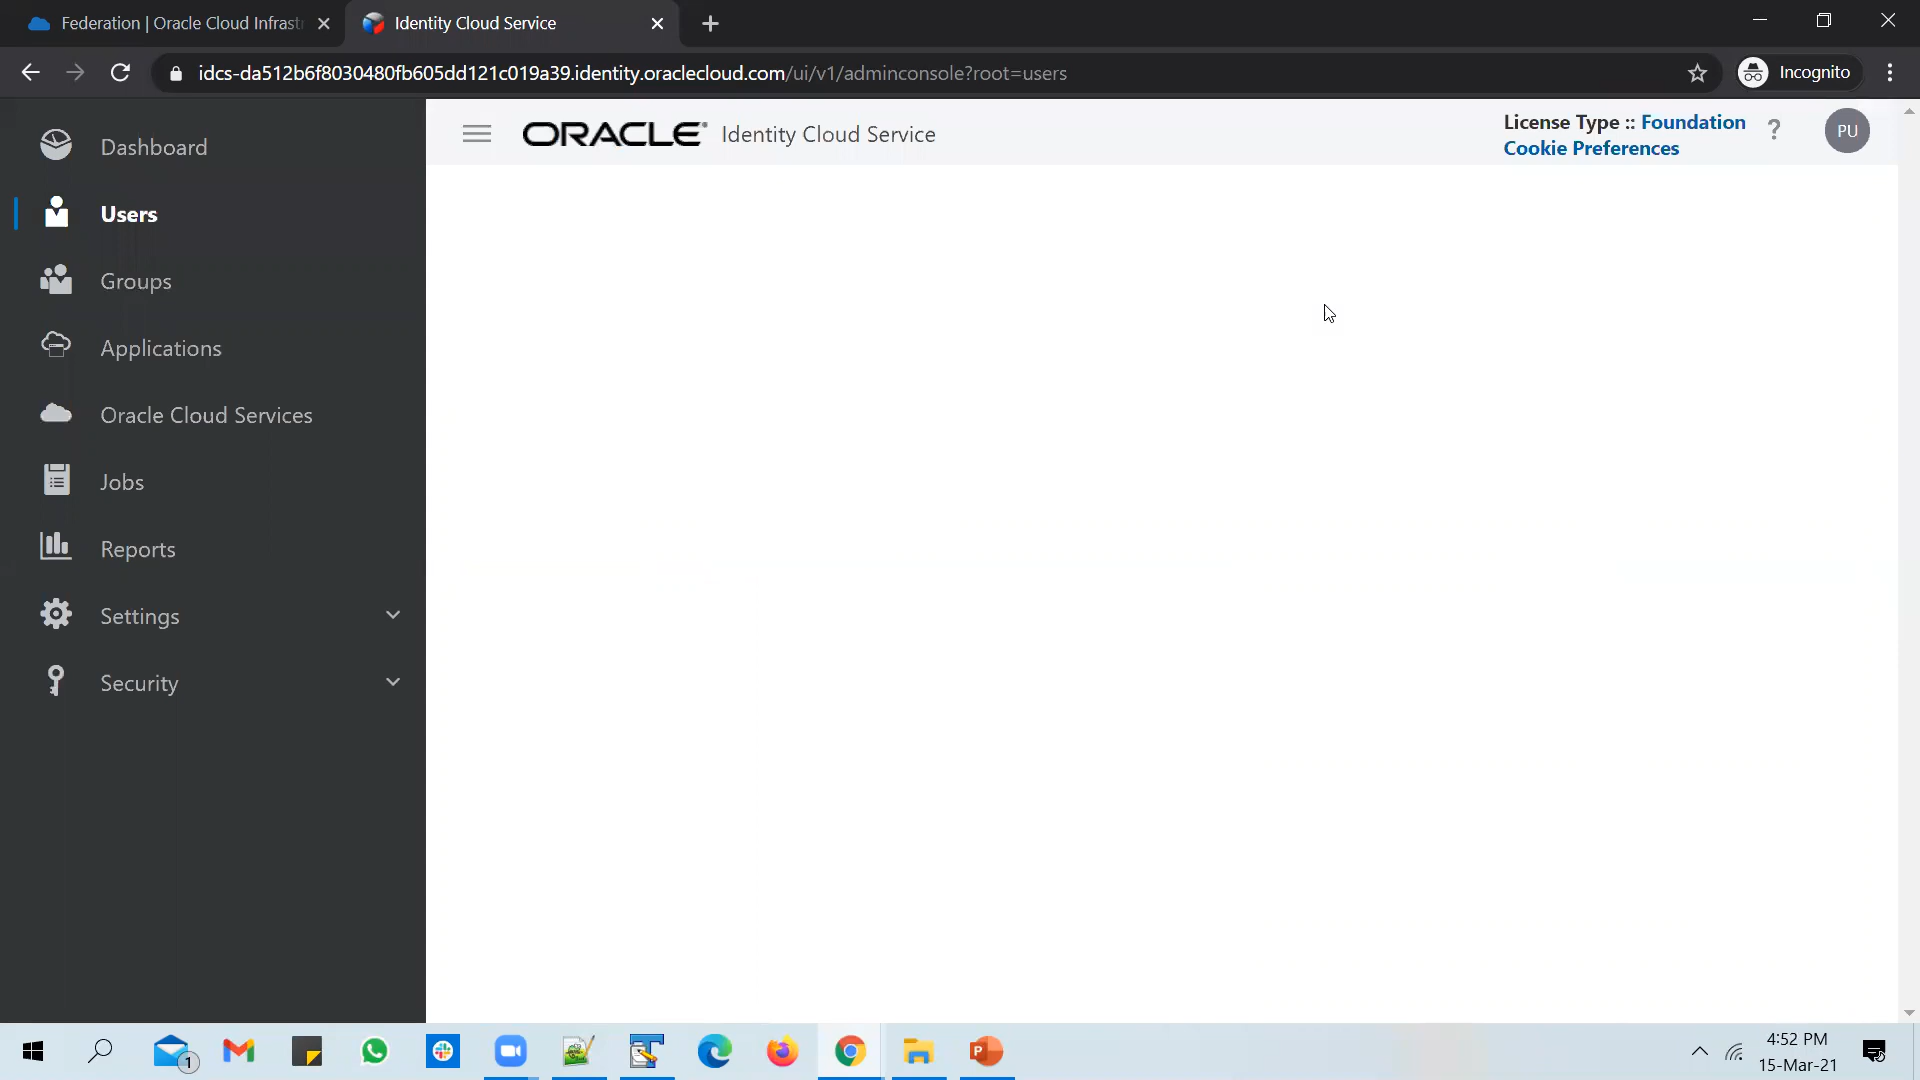 Federation | Oracle Cloud Infrast
Identity Cloud Service
idcs-da512b6f8030480fb605dd121c019a39.identity.oraclecloud.com/ui/v1/adminconsole?root=users
Incognito
Dashboard
Users
Groups
Applications
Oracle Cloud Services
Jobs
Reports
Settings
Security
ORACLE® Identity Cloud Service
License Type :: Foundation
Cookie Preferences
?
PU
1
4:52 PM
15-Mar-21